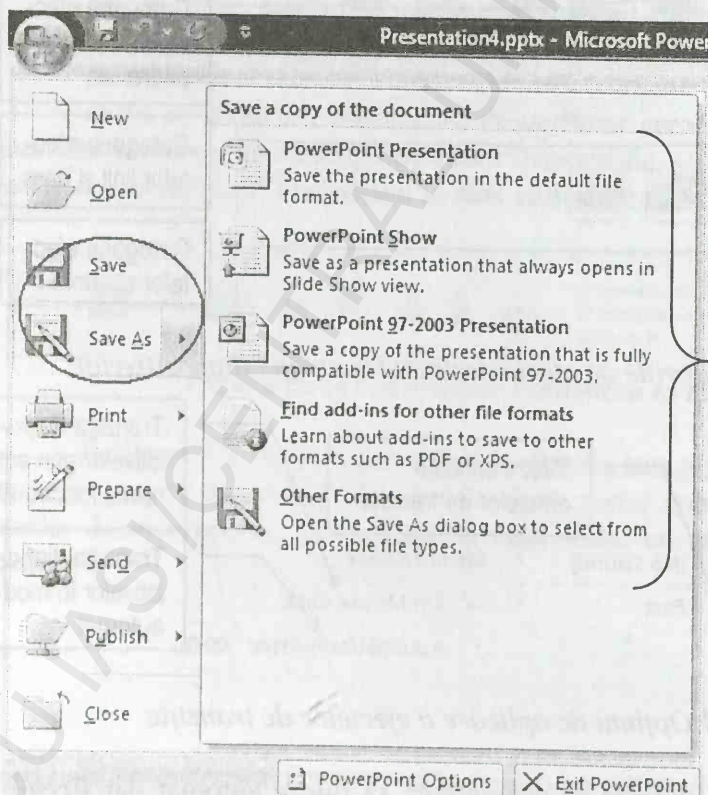 Presentation4.pptx - Microsoft Power
New
Open
Save
Save As
Print
Prepare
Send
Publish
Close
Save a copy of the document
PowerPoint Presentation
Save the presentation in the default file
format.
PowerPoint Show
Save as a presentation that always opens in
Slide Show view.
PowerPoint 97-2003 Presentation
Save a copy of the presentation that is fully
compatible with PowerPoint 97-2003.
Find add-ins for other file formats
Learn about add-ins to save to other
formats such as PDF or XPS.
Other Formats
Open the Save As dialog box to select from
all possible file types.
PowerPoint Options
Exit PowerPoint